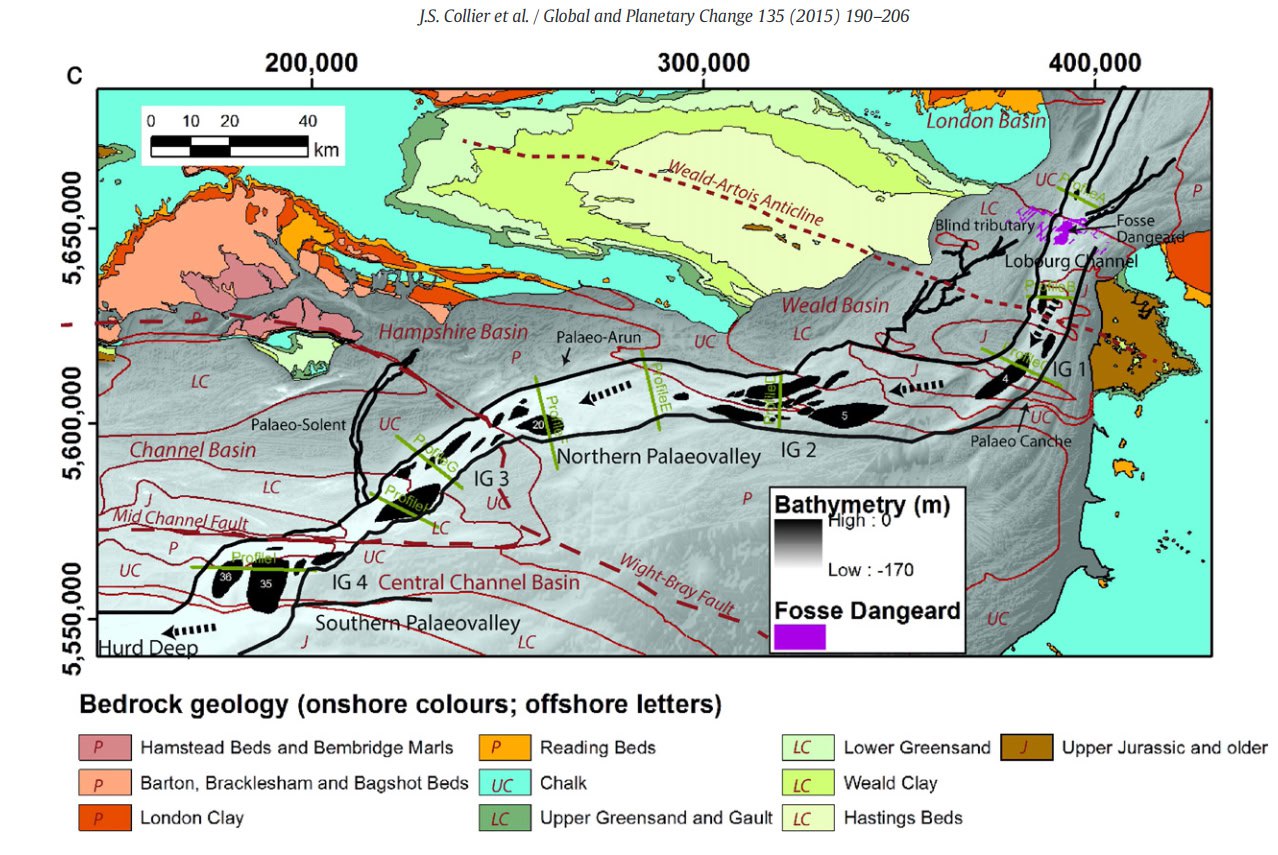 J.S. Collier et al. / Global and Planetary Change 135 (2015) 190–206
C
200,000
300,000
400,000
0 10 20 40
km
5,650,000
5,600,000
5,550,000
London Basin
Weald-Artois Anticline
UC
ProfileA
P
LC
Blind tributary
Fosse
Dangeard
Lobourg Channel
ProfileB
J
P
Hampshire Basin
Weald Basin
Palaeo-Arun
P
UC
LC
J
ProfileC
IG 1
LC
J
4
ProfileE
ProfileD
5
UC
Palaeo-Solent
UC
20
ProfileF
Palaeo Canche
Channel Basin
ProfileG
Northern Palaeovalley
IG 2
LC
IG 3
J
UC
P
Mid Channel Fault
LC
P
UC
UC
36
35
IG 4
Central Channel Basin
Wight-Bray Fault
UC
Southern Palaeovalley
Hurd Deep
J
LC
Bathymetry (m)
High : 0
Low : -170
Fosse Dangeard
Bedrock geology (onshore colours; offshore letters)
P Hamstead Beds and Bembridge Marls
P Barton, Bracklesham and Bagshot Beds
P London Clay
P Reading Beds
UC Chalk
LC Upper Greensand and Gault
LC Lower Greensand
LC Weald Clay
LC Hastings Beds
J Upper Jurassic and older